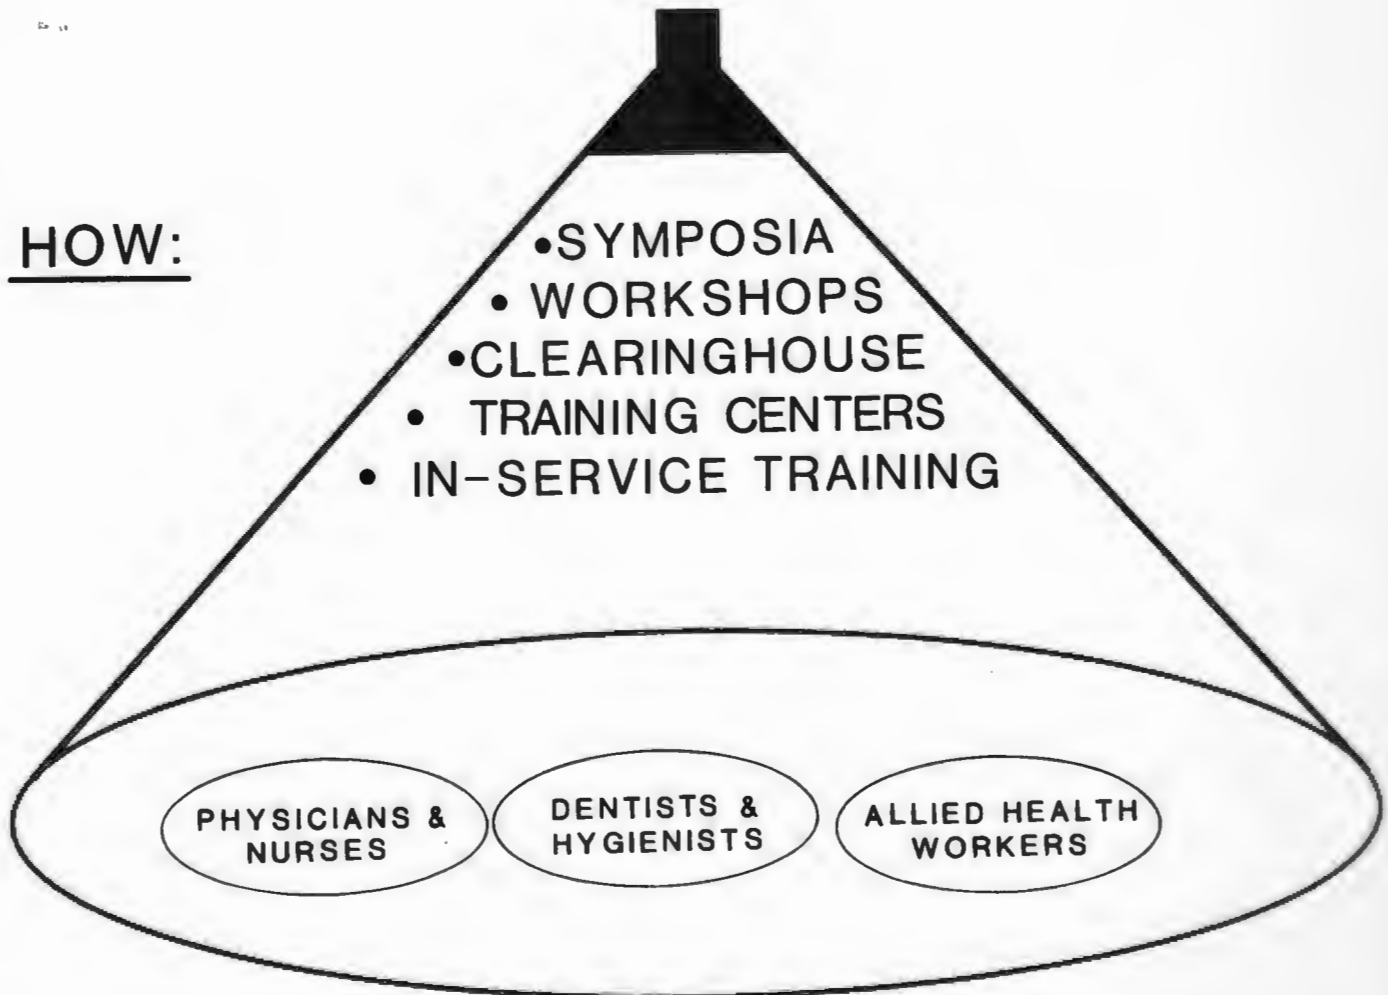 HOW:
•SYMPOSIA
• WORKSHOPS
•CLEARINGHOUSE
• TRAINING CENTERS
• IN-SERVICE TRAINING
PHYSICIANS &
NURSES
DENTISTS &
HYGIENISTS
ALLIED HEALTH
WORKERS